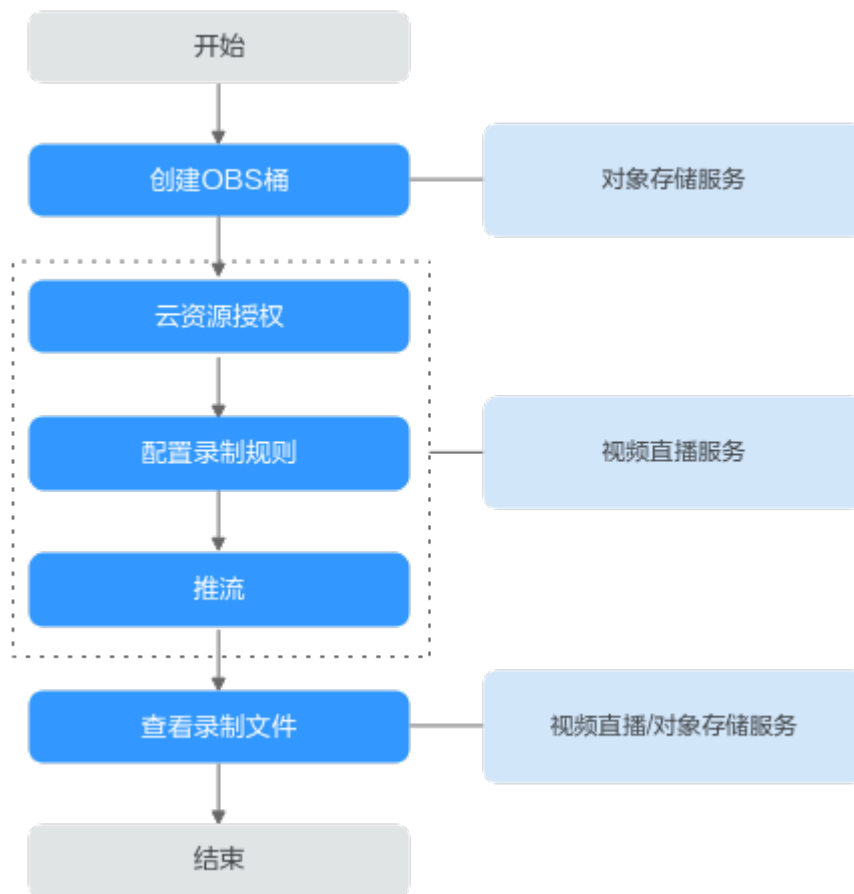 开始
创建OBS桶
对象存储服务
云资源授权
配置录制规则
视频直播服务
推流
查看录制文件
视频直播/对象存储服务
结束